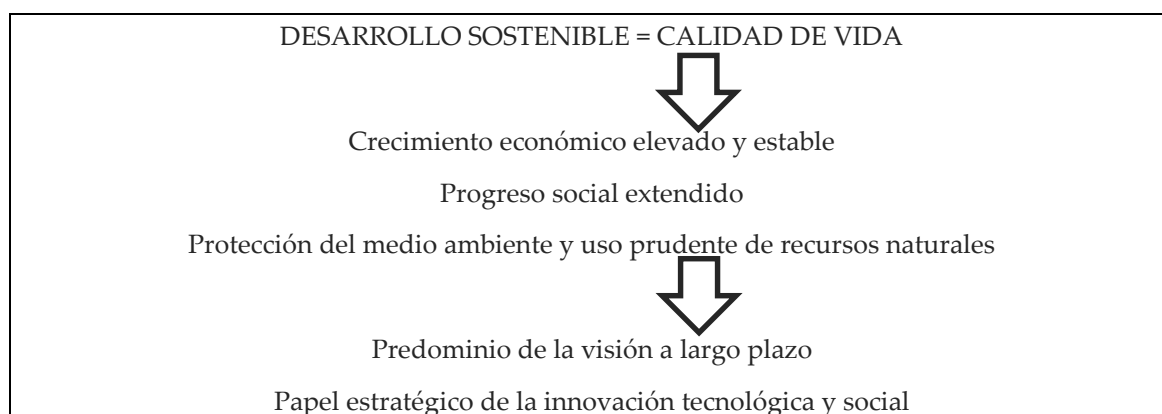 DESARROLLO SOSTENIBLE = CALIDAD DE VIDA
Crecimiento económico elevado y estable
Progreso social extendido
Protección del medio ambiente y uso prudente de recursos naturales
Predominio de la visión a largo plazo
Papel estratégico de la innovación tecnológica y social